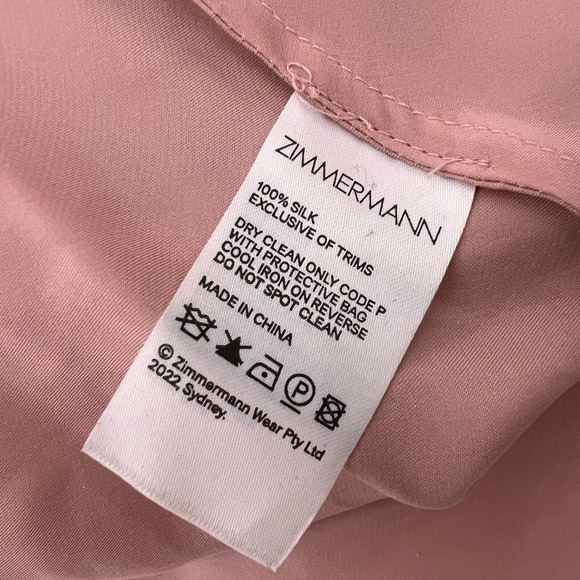 ZIMMERMANN
100% SILK
EXCLUSIVE OF TRIMS
DRY CLEAN ONLY CODE P
WITH PROTECTIVE BAG
COOL IRON ON REVERSE
DO NOT SPOT CLEAN
MADE IN CHINA
P
© Zimmermann Wear Pty Ltd
2022, Sydney.